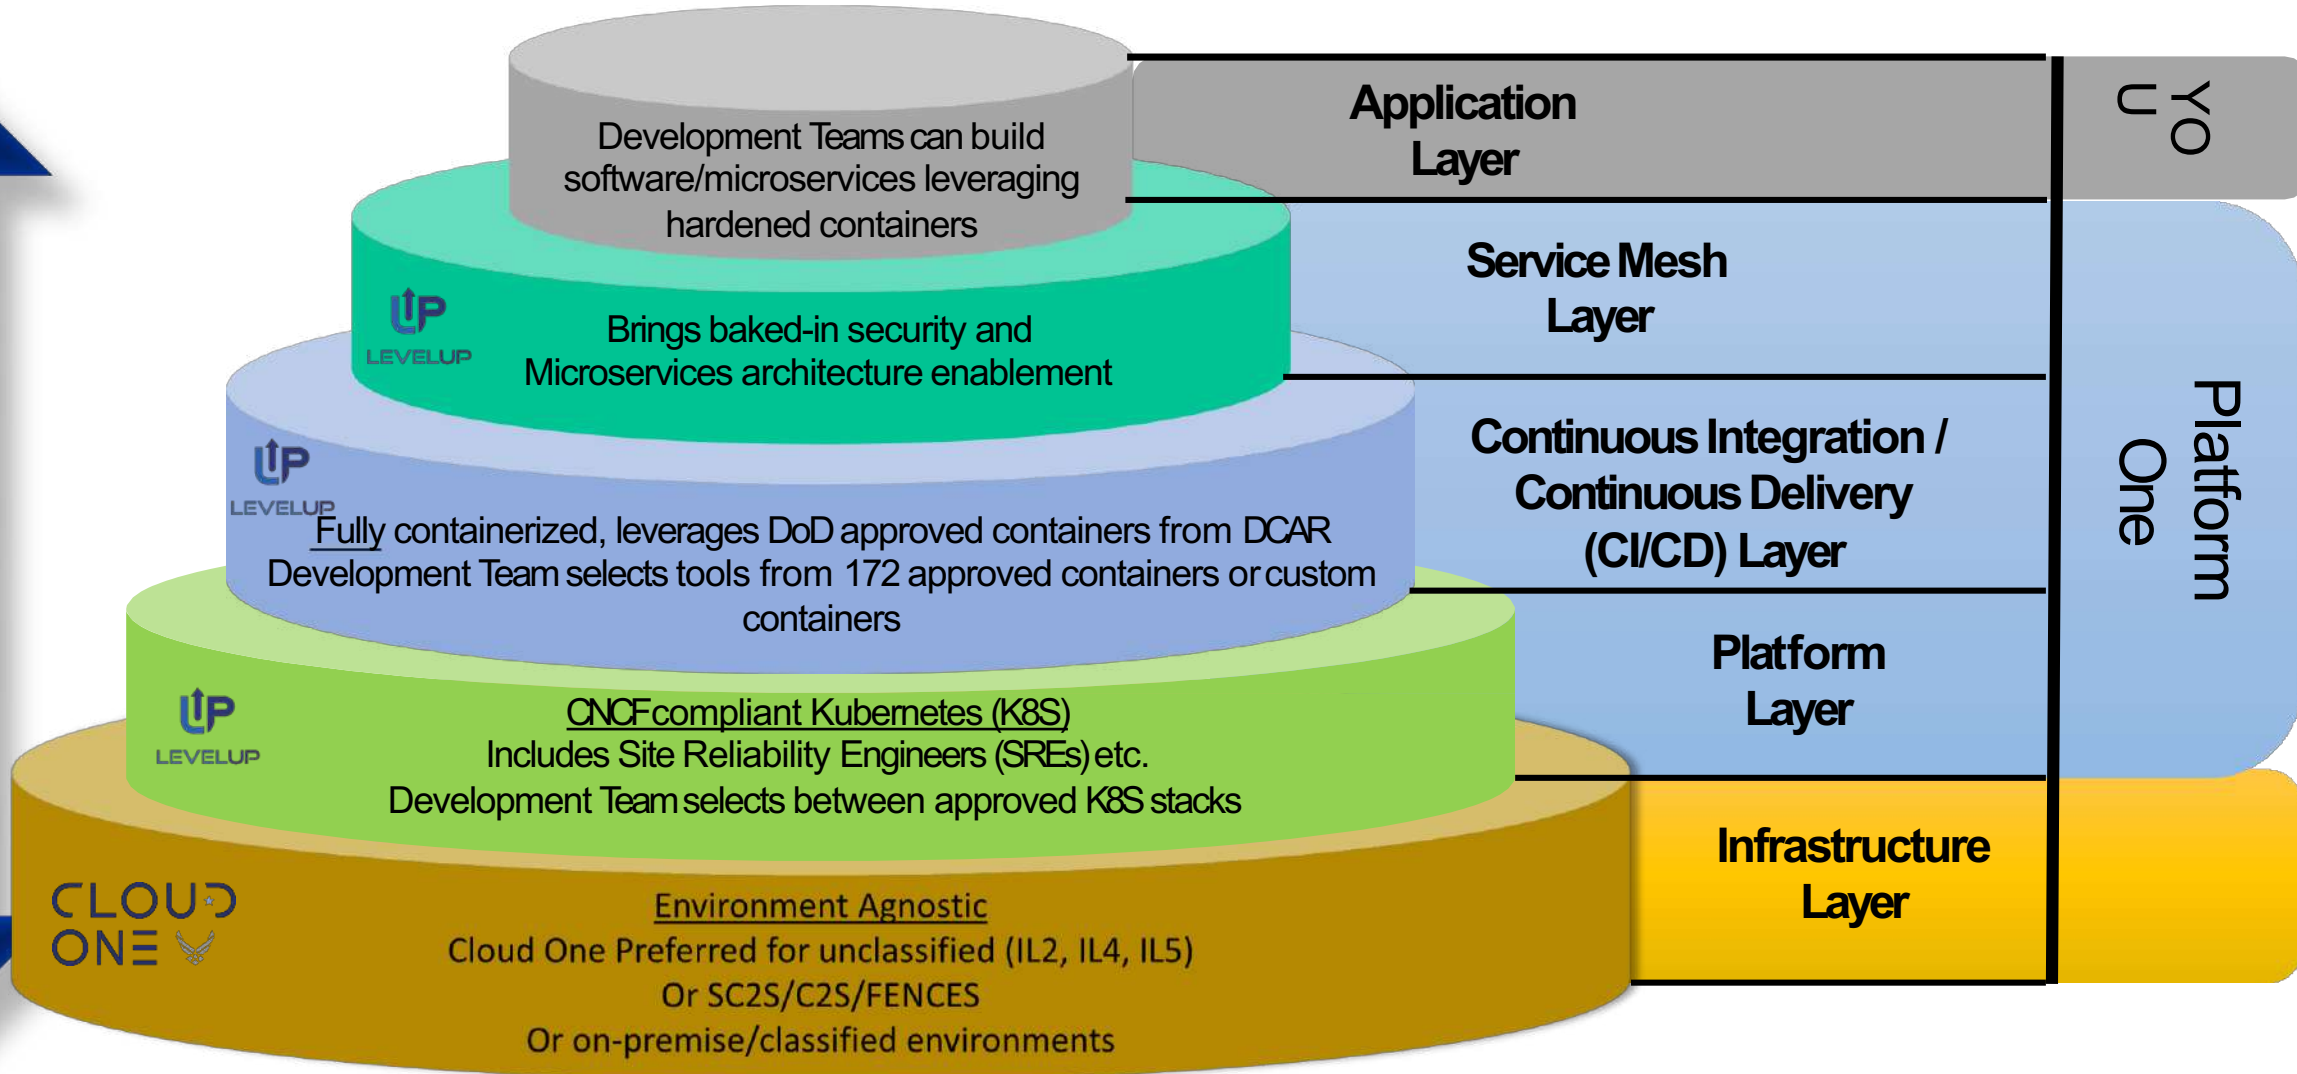 Development Teams can build
software/microservices leveraging
hardened containers
Application
Layer
YO
U
LEVELUP
Brings baked-in security and
Microservices architecture enablement
Service Mesh
Layer
LEVELUP
Fully containerized, leverages DoD approved containers from DCAR
Development Team selects tools from 172 approved containers or custom
containers
Continuous Integration /
Continuous Delivery
(CI/CD) Layer
Platform
One
UP
LEVELUP
CNCF compliant Kubernetes (K8S)
Includes Site Reliability Engineers (SREs) etc.
Development Team selects between approved K8S stacks
Platform
Layer
CLOUD
ONE
Environment Agnostic
Cloud One Preferred for unclassified (IL2, IL4, IL5)
Or SC2S/C2S/FENCES
Or on-premise/classified environments
Infrastructure
Layer